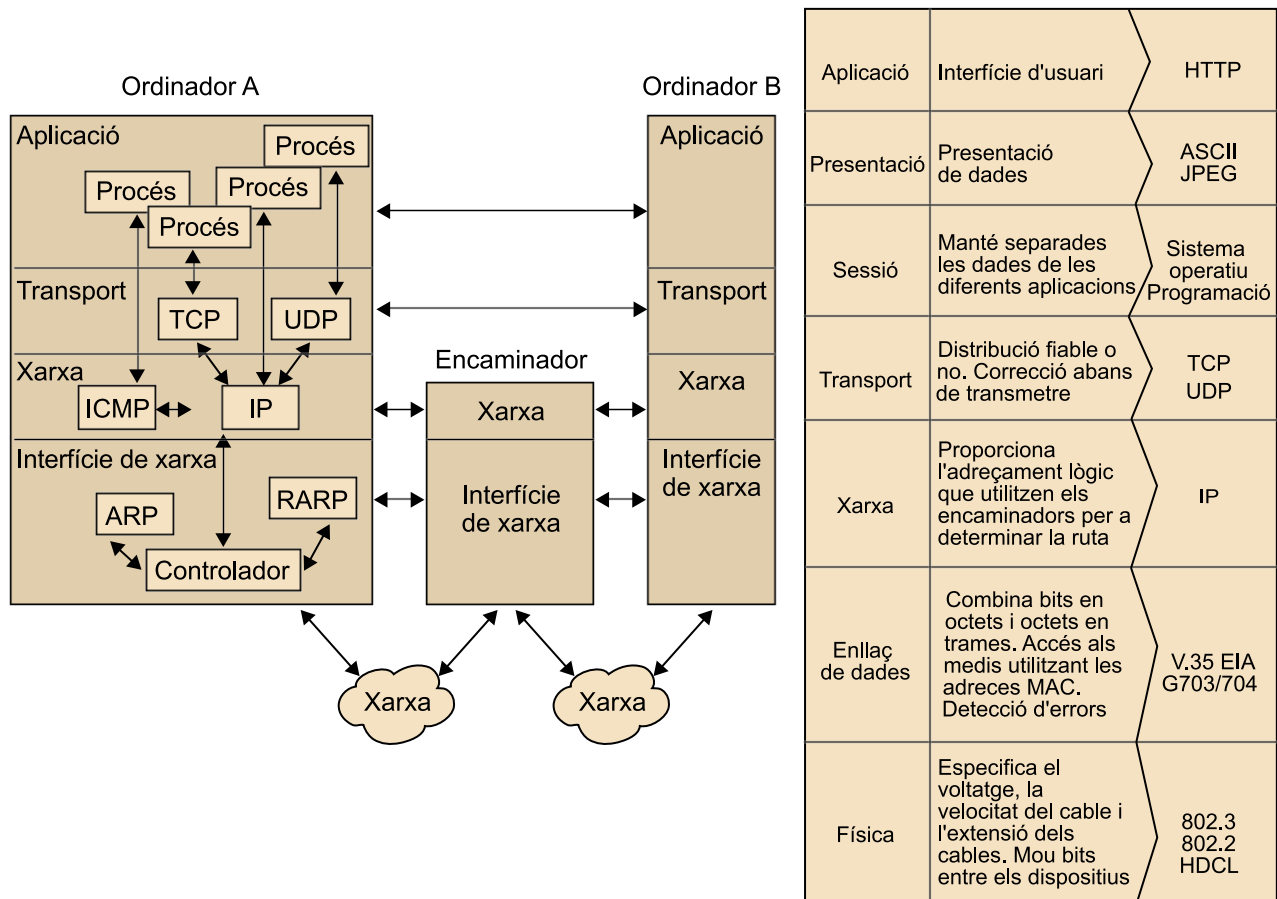 Ordinador A
Aplicació
Procés
Procés
Procés
Procés
Transport
TCP
UDP
Xarxa
ICMP
IP
Interfície de xarxa
ARP
RARP
Controlador
Encaminador
Xarxa
Interfície
de xarxa
Ordinador B
Aplicació
Transport
Xarxa
Interfície
de xarxa
Xarxa
Xarxa
Aplicació
Interfície d'usuari
HTTP
Presentació
Presentació
de dades
ASCII
JPEG
Sessió
Manté separades
les dades de les
diferents aplicacions
Sistema
operatiu
Programació
Transport
Distribució fiable o
no. Correcció abans
de transmetre
TCP
UDP
Xarxa
Proporciona
l'adreçament lògic
que utilitzen els
encaminadors per a
determinar la ruta
IP
Enllaç
de dades
Combina bits en
octets i octets en
trames. Accés als
medis utilitzant les
adreces MAC.
Detecció d'errors
V.35 EIA
G703/704
Física
Especifica el
voltatge, la
velocitat del cable i
l'extensió dels
cables. Mou bits
entre els dispositius
802.3
802.2
HDCL